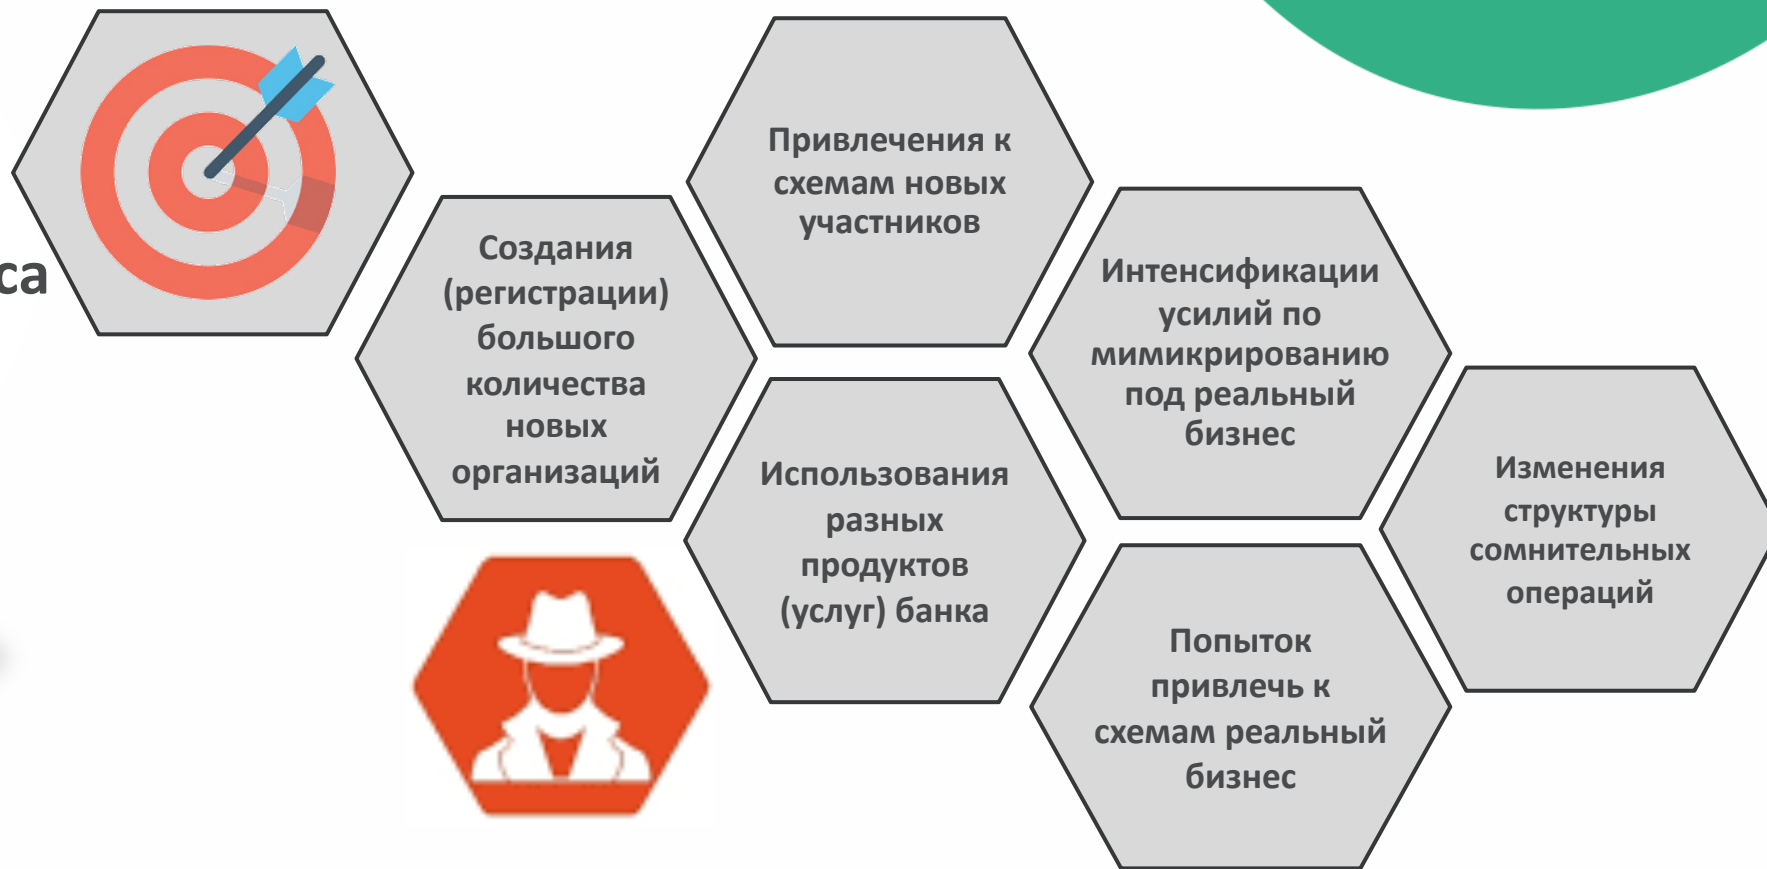 са
Создания
(регистрации)
большого
количества
новых
организаций
Привлечения к
схемам новых
участников
Использования
разных
продуктов
(услуг) банка
Интенсификации
усилий по
мимикрированию
под реальный
бизнес
Попыток
привлечь к
схемам реальный
бизнес
Изменения
структуры
сомнительных
операций